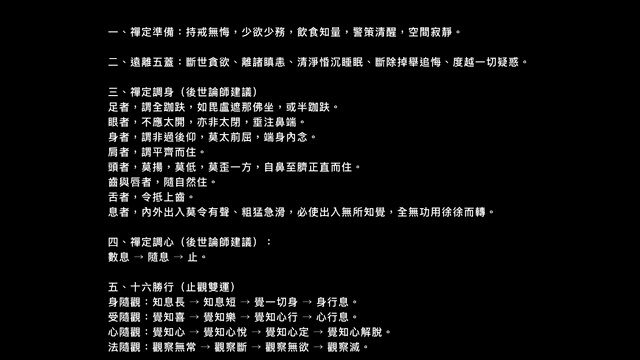 一、禪定準備：持戒無悔，少欲少務，飲食知量，警策清醒，空閒寂靜。
二、遠離五蓋：斷世貪欲、離諸瞋恚、清淨惛沉睡眠、斷除掉舉追悔、度越一切疑惑。
三、禪定調身（後世論師建議）
足者，謂全跏趺，如毘盧遮那佛坐，或半跏趺。
眼者，不應太開，亦非太閉，垂注鼻端。
身者，謂非過後仰，莫太前屈，端身內念。
肩者，謂平齊而住。
頭者，莫揚，莫低，莫歪一方，自鼻至臍正直而住。
齒與唇者，隨自然住。
舌者，令抵上齒。
息者，內外出入莫令有聲、粗猛急滑，必使出入無所知覺，全無功用徐徐而轉。
四、禪定調心（後世論師建議）：
數息 → 隨息 → 止。
五、十六勝行（止觀雙運）
身隨觀：知息長 → 知息短 → 覺一切身 → 身行息。
受隨觀：覺知喜 → 覺知樂 → 覺知心行 → 心行息。
心隨觀：覺知心 → 覺知心悅 → 覺知心定 → 覺知心解脫。
法隨觀：觀察無常 → 觀察斷 → 觀察無欲 → 觀察滅。